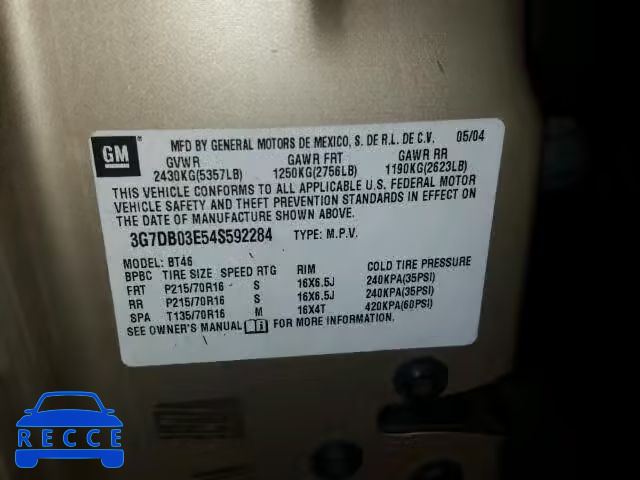 GM
MFD BY GENERAL MOTORS DE MEXICO, S. DE R.L. DE C.V. 05/04
GVWR GAWR FRT GAWR RR
2430KG(5357LB) 1250KG(2756LB) 1190KG(2623LB)
THIS VEHICLE CONFORMS TO ALL APPLICABLE U.S. FEDERAL MOTOR
VEHICLE SAFETY AND THEFT PREVENTION STANDARDS IN EFFECT ON
THE DATE OF MANUFACTURE SHOWN ABOVE.
3G7DB03E54S592284 TYPE: M.P.V.
MODEL: BT46
BPBC TIRE SIZE SPEED RTG RIM COLD TIRE PRESSURE
FRT P215/70R16 S 16X6.5J 240KPA(35PSI)
RR P215/70R16 S 16X6.5J 240KPA(35PSI)
SPA T135/70R16 M 16X4T 420KPA(60PSI)
SEE OWNER'S MANUAL FOR MORE INFORMATION.
RECCE